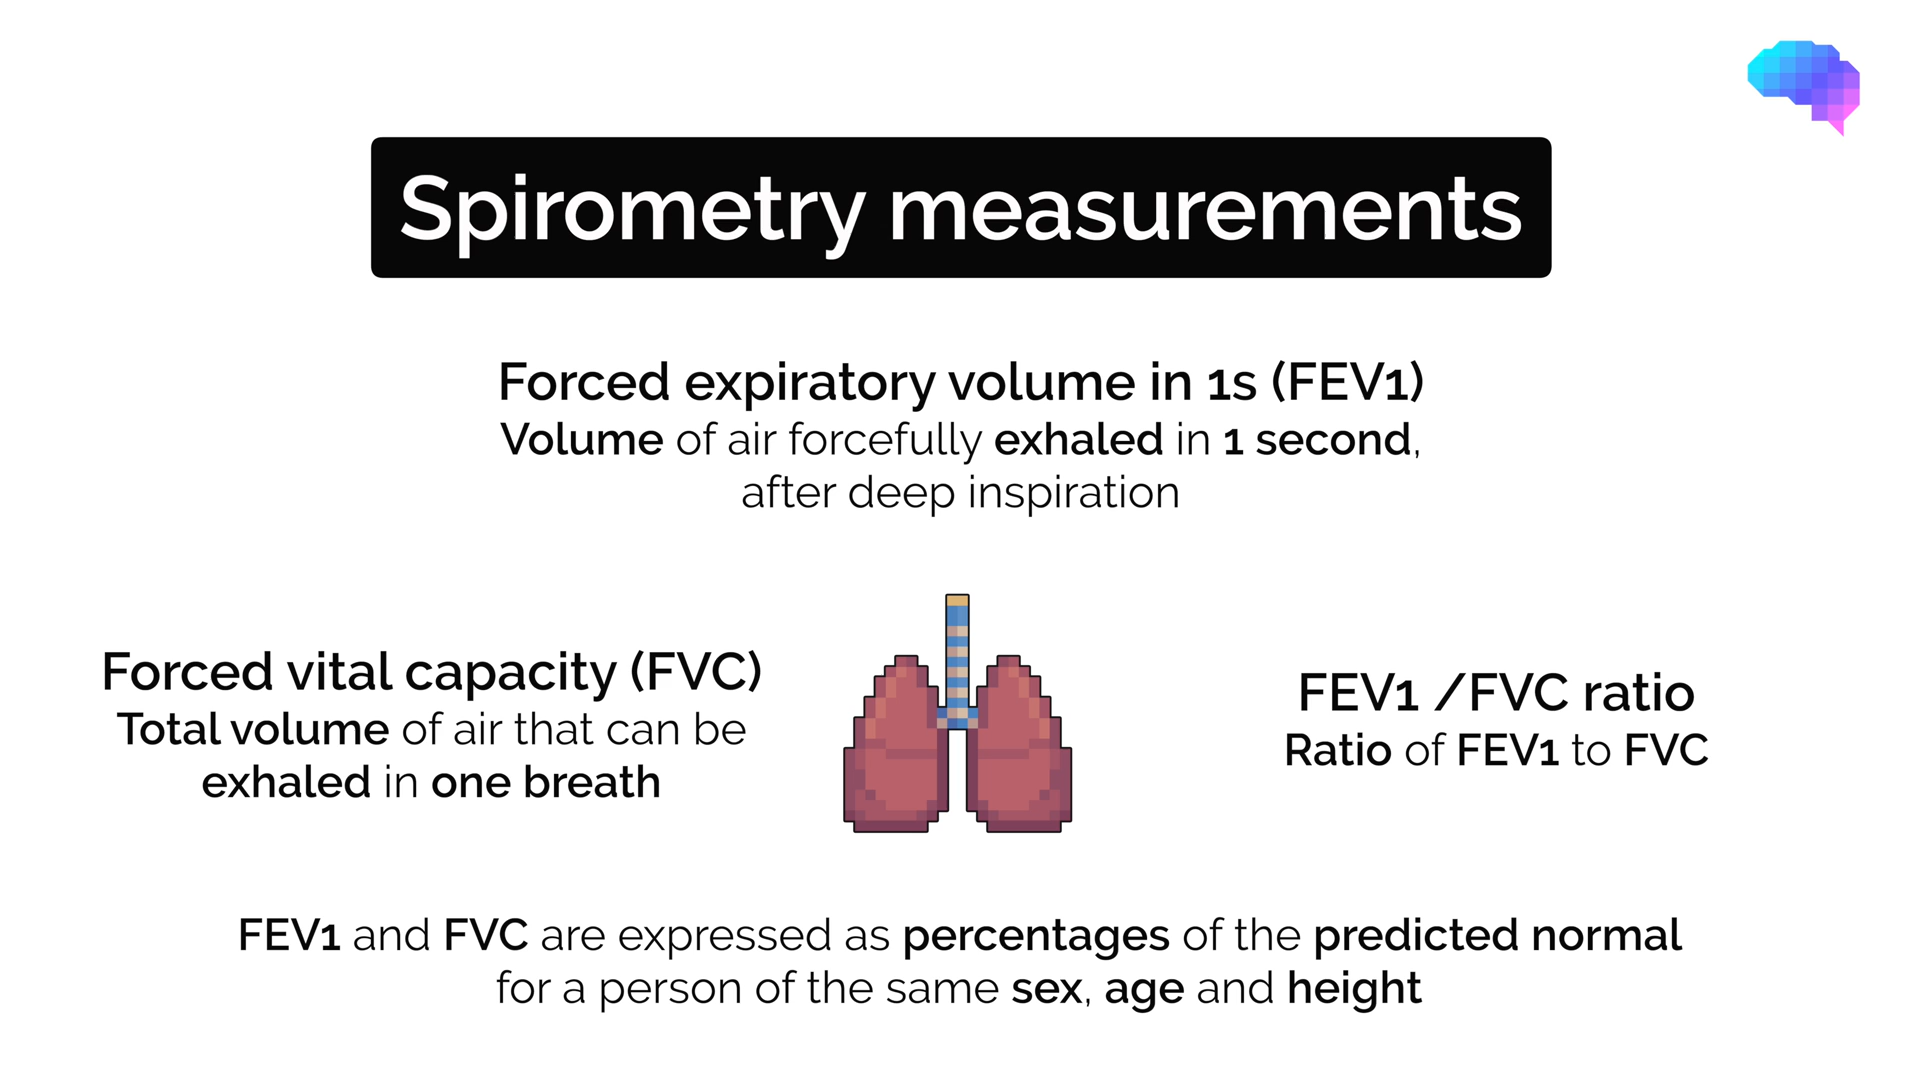 Spirometry measurements
Forced expiratory volume in 1s (FEV1)
Volume of air forcefully exhaled in 1 second,
after deep inspiration
Forced vital capacity (FVC)
Total volume of air that can be
exhaled in one breath
FEV1 /FVC ratio
Ratio of FEV1 to FVC
FEV1 and FVC are expressed as percentages of the predicted normal
for a person of the same sex, age and height